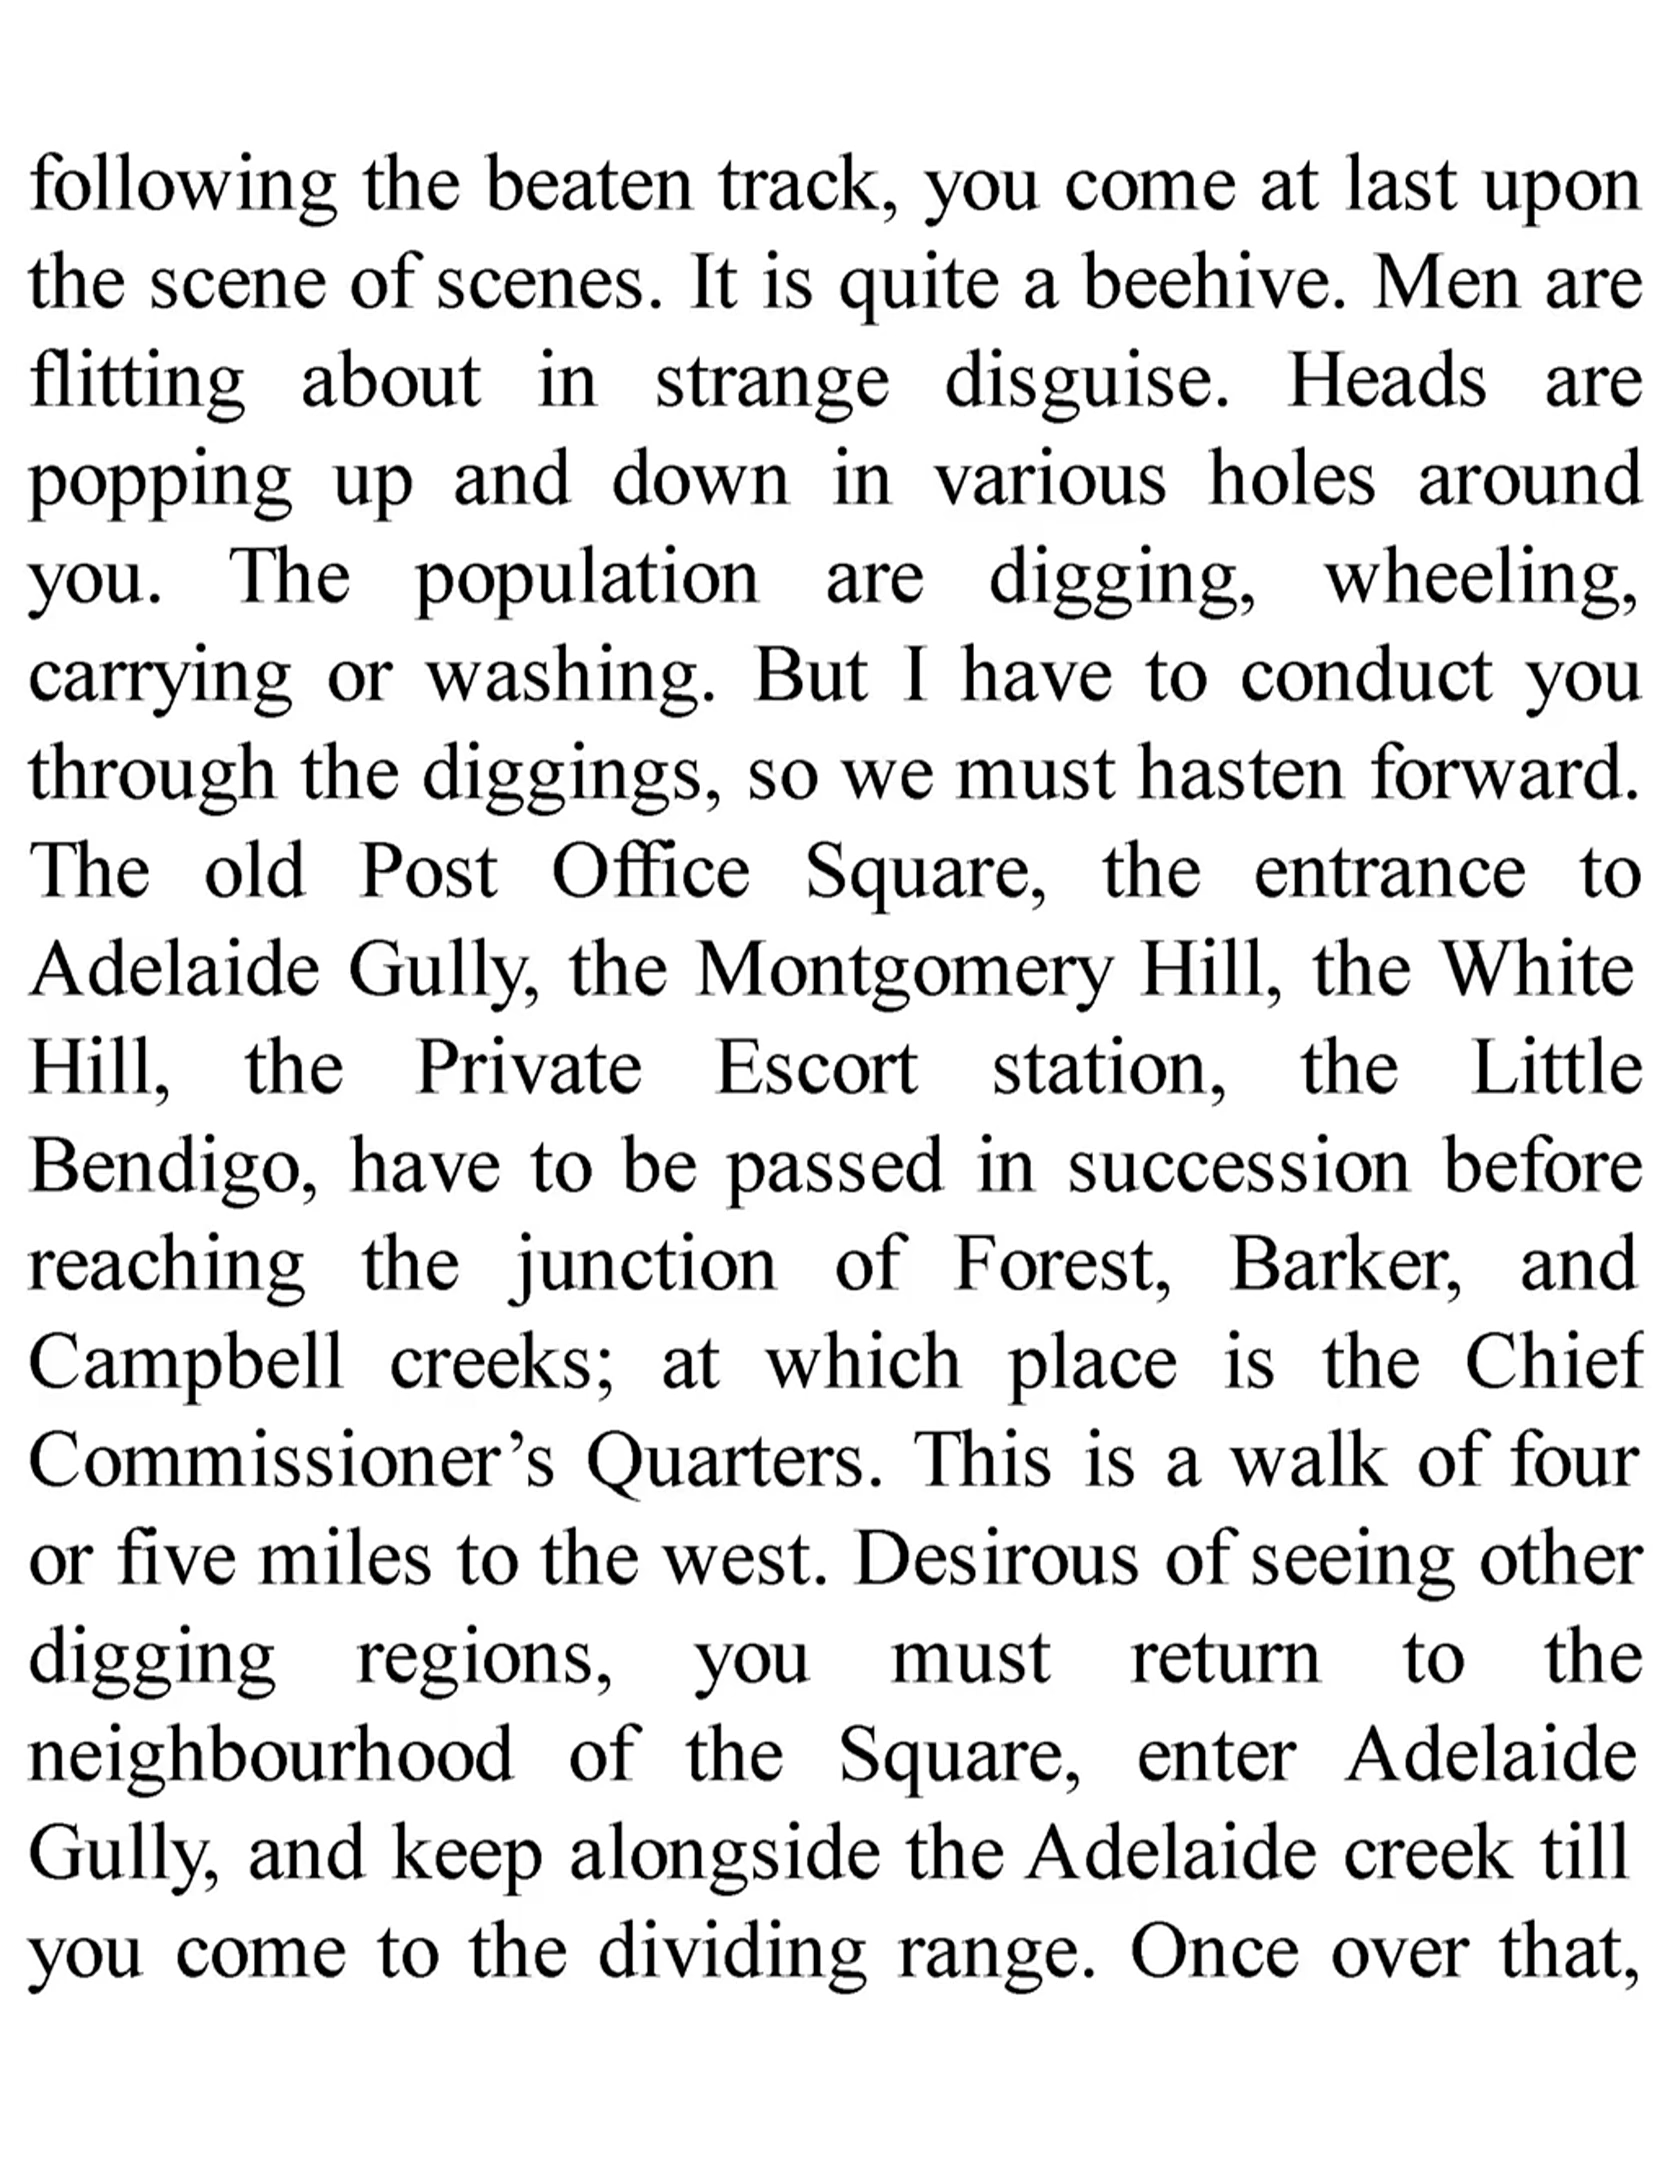 following the beaten track, you come at last upon
the scene of scenes. It is quite a beehive. Men are
flitting about in strange disguise. Heads are
popping up and down in various holes around
you. The population are digging, wheeling,
carrying or washing. But I have to conduct you
through the diggings, so we must hasten forward.
The old Post Office Square, the entrance to
Adelaide Gully, the Montgomery Hill, the White
Hill, the Private Escort station, the Little
Bendigo, have to be passed in succession before
reaching the junction of Forest, Barker, and
Campbell creeks; at which place is the Chief
Commissioner’s Quarters. This is a walk of four
or five miles to the west. Desirous of seeing other
digging regions, you must return to the
neighbourhood of the Square, enter Adelaide
Gully, and keep alongside the Adelaide creek till
you come to the dividing range. Once over that,